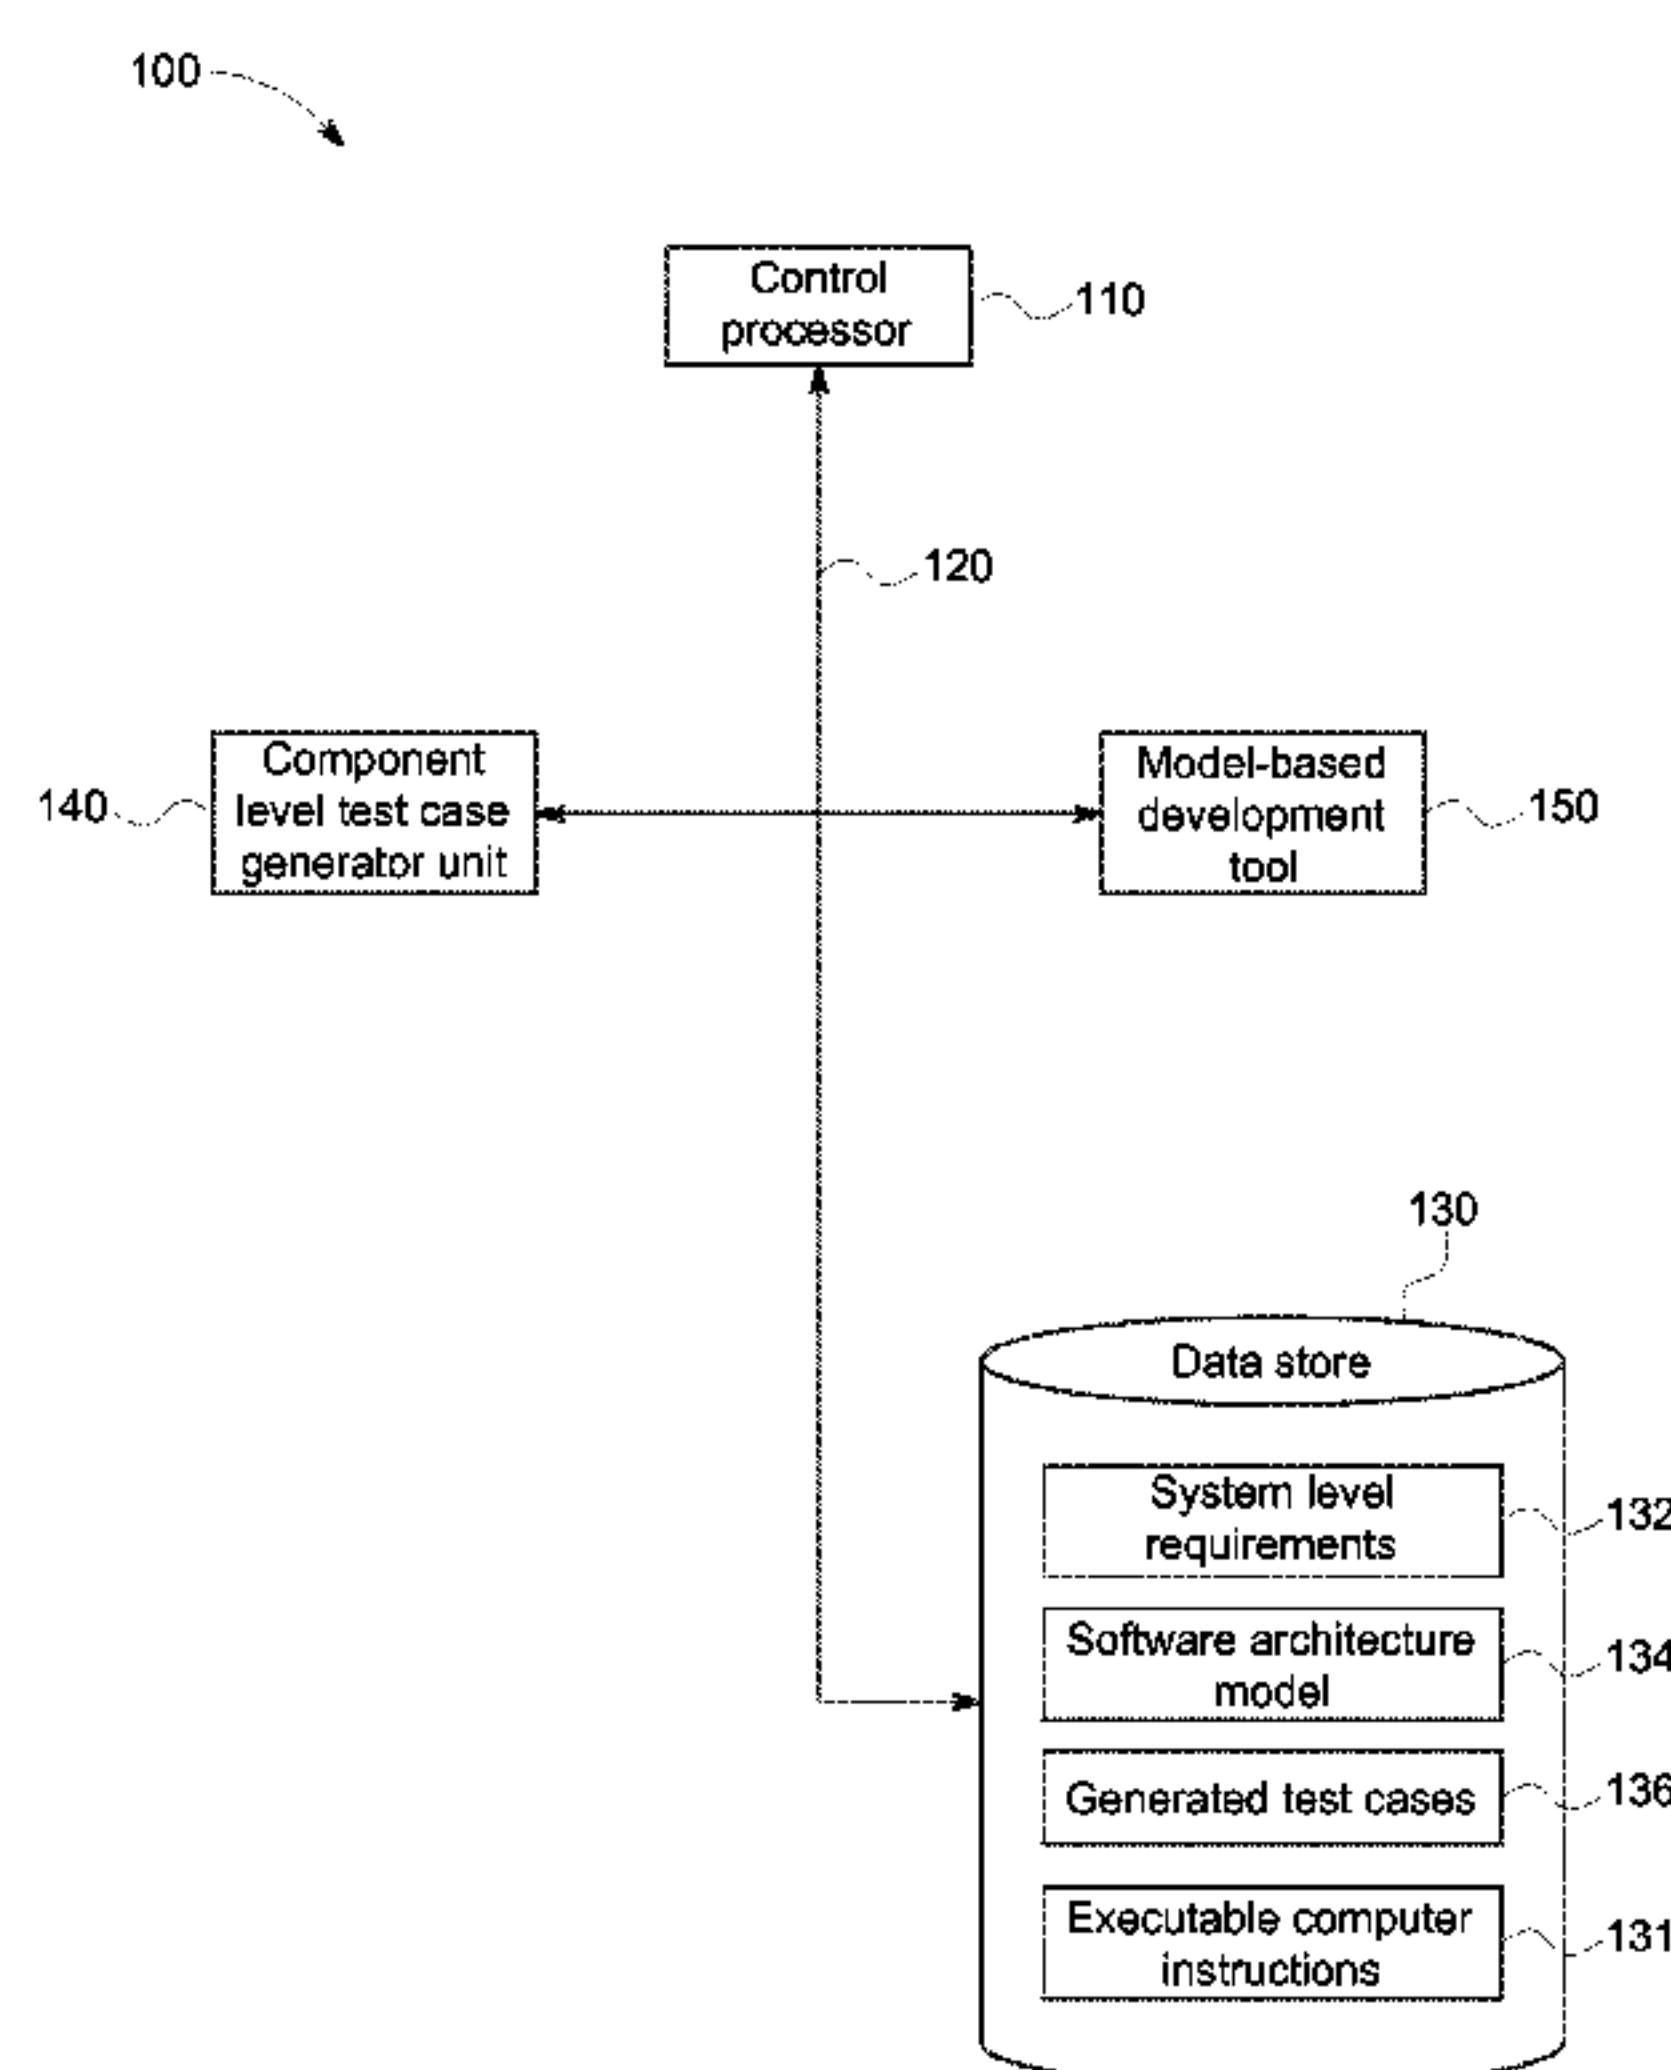 100
Control
processor
110
120
Component
level test case
generator unit
140
Model-based
development
tool
150
130
Data store
System level
requirements
132
Software architecture
model
134
Generated test cases
136
Executable computer
instructions
131